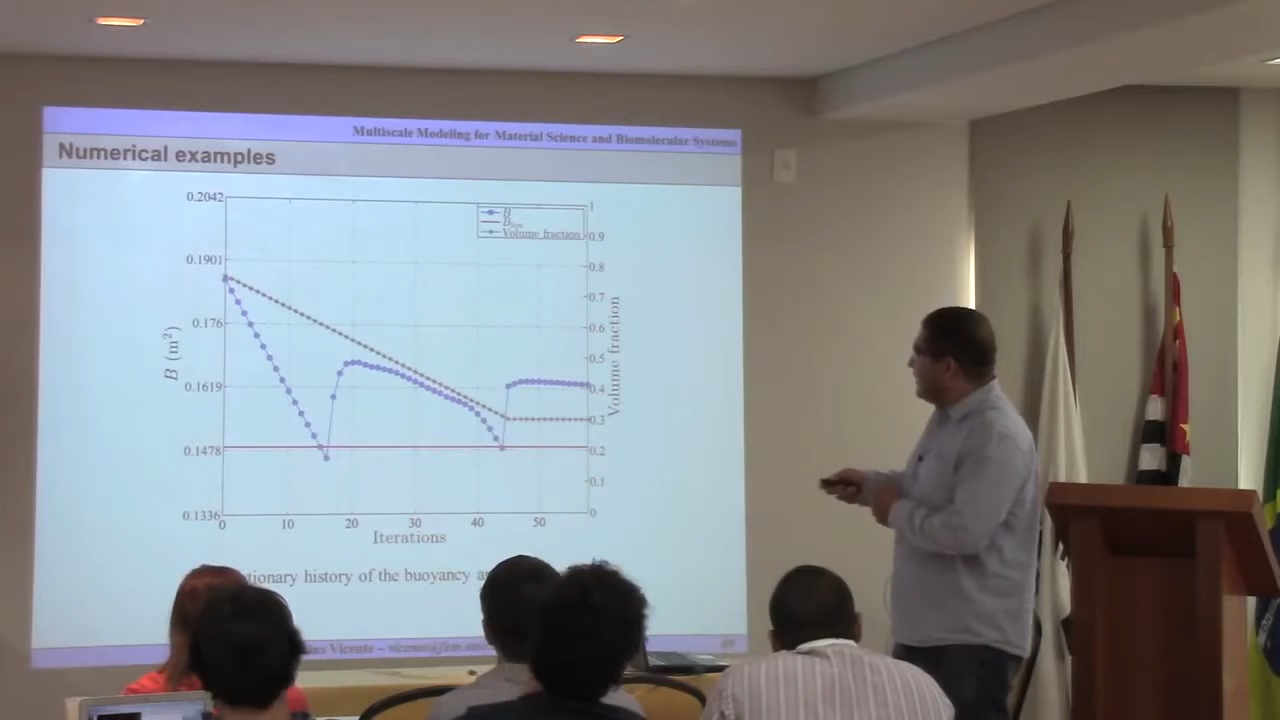 Multiscale Modeling for Material Science and Biomolecular Systems
Numerical examples
0.2042
0.1901
0.176
0.1619
0.1478
0.1336
B (m²)
0
10
20
30
40
50
Iterations
1
0.9
0.8
0.7
0.6
0.5
0.4
0.3
0.2
0.1
0
Volume fraction
B
B
Volume fraction
tionary history of the buoyancy
Vicente –